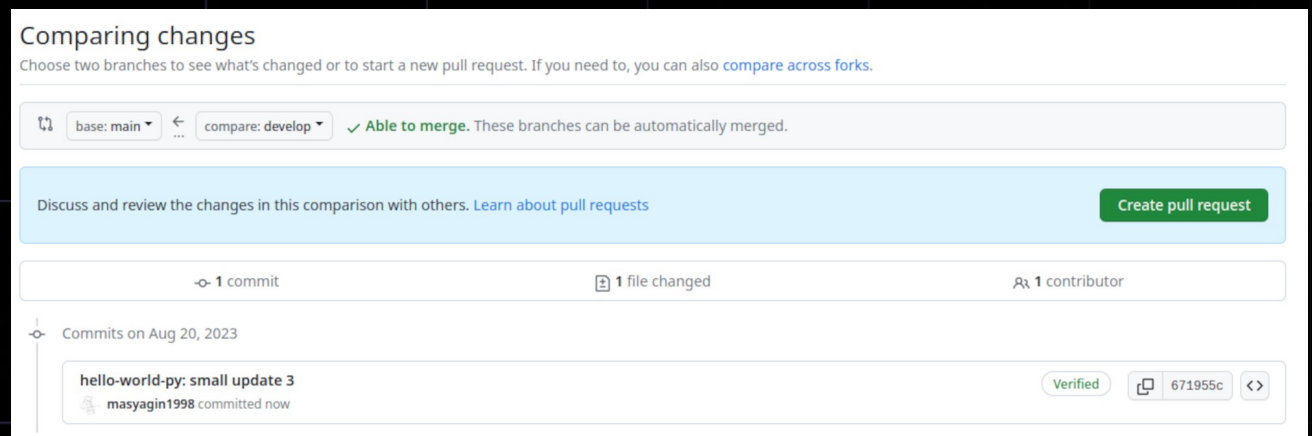 Comparing changes
Choose two branches to see what's changed or to start a new pull request. If you need to, you can also compare across forks.
base: main ← ... compare: develop ✓ Able to merge. These branches can be automatically merged.
Discuss and review the changes in this comparison with others. Learn about pull requests Create pull request
1 commit 1 file changed 1 contributor
Commits on Aug 20, 2023
hello-world-py: small update 3
masyagin1998 committed now
Verified 671955c <>